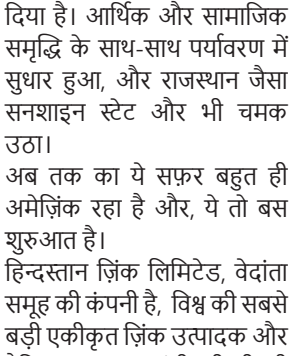 दिया है। आर्थिक और सामाजिक
समृद्धि के साथ-साथ पर्यावरण में
सुधार हुआ, और राजस्थान जैसा
सनशाइन स्टेट और भी चमक
उठा।
अब तक का ये सफ़र बहुत ही
अमेज़िंक रहा है और, ये तो बस
शुरुआत है।
हिन्दस्तान ज़िंक लिमिटेड, वेदांता
समूह की कंपनी है, विश्व की सबसे
बड़ी एकीकृत ज़िंक उत्पादक और